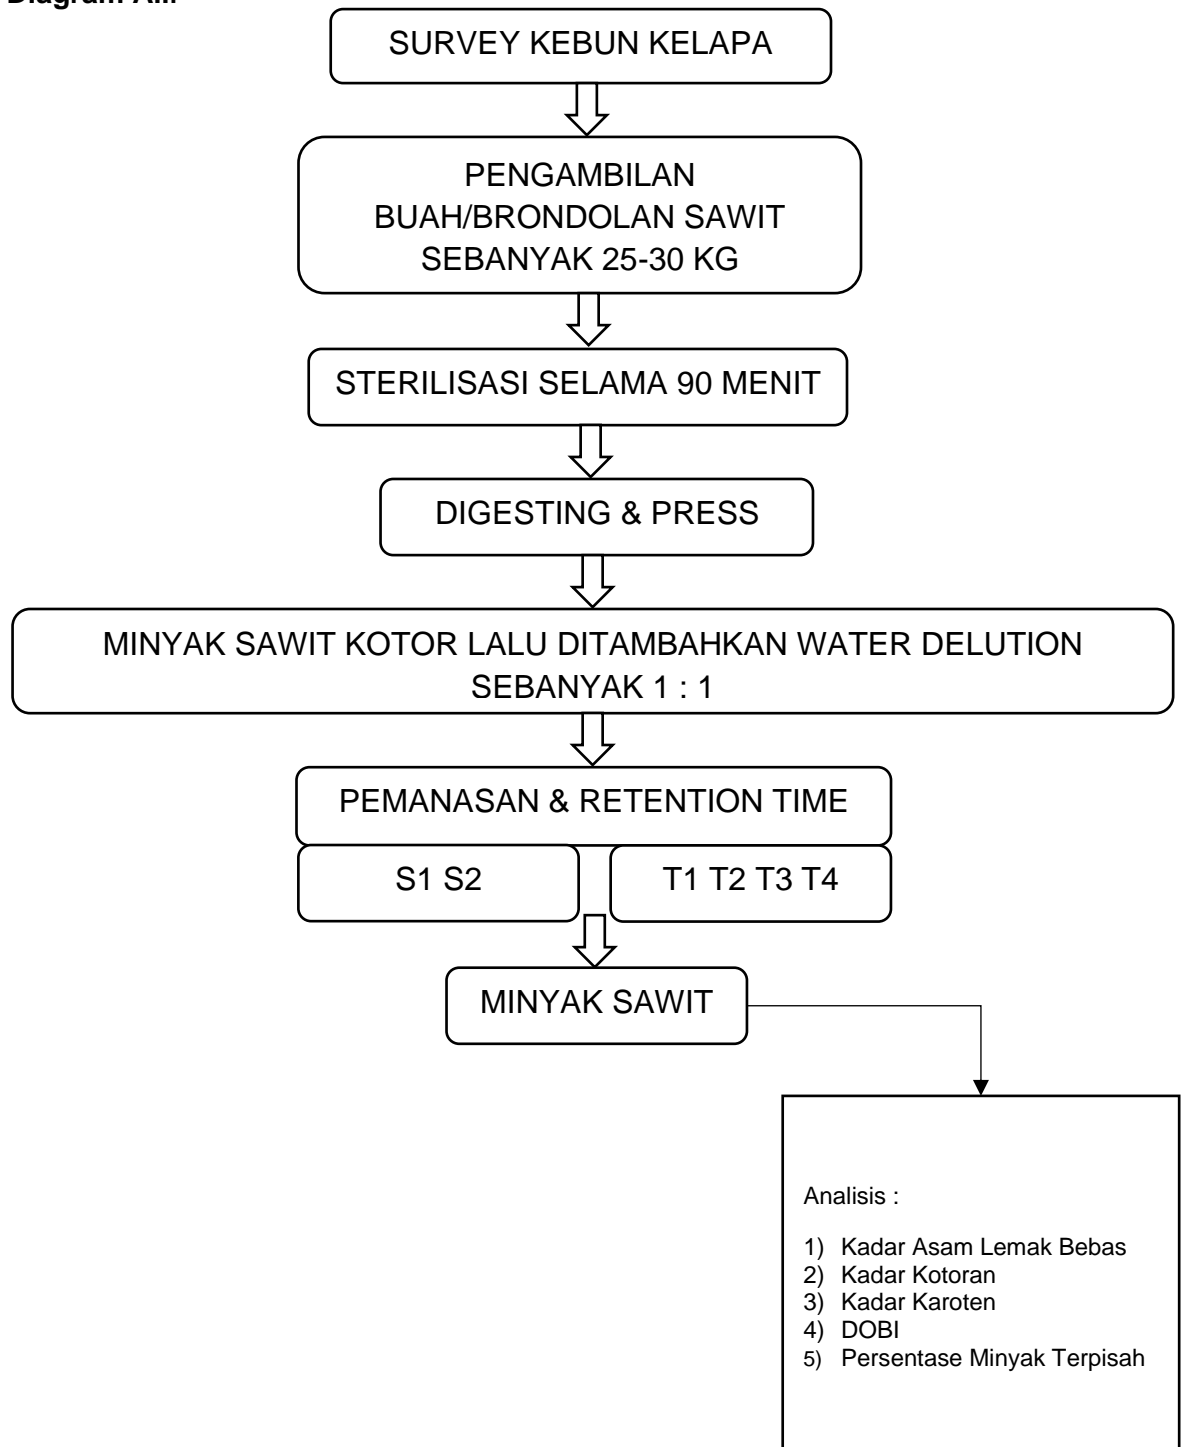 SURVEY KEBUN KELAPA
PENGAMBILAN
BUAH/BRONDOLAN SAWIT
SEBANYAK 25-30 KG
STERILISASI SELAMA 90 MENIT
DIGESTING & PRESS
MINYAK SAWIT KOTOR LALU DITAMBAHKAN WATER DELUTION
SEBANYAK 1 : 1
PEMANASAN & RETENTION TIME
S1 S2
T1 T2 T3 T4
MINYAK SAWIT
Analisis :
1) Kadar Asam Lemak Bebas
2) Kadar Kotoran
3) Kadar Karoten
4) DOBI
5) Persentase Minyak Terpisah